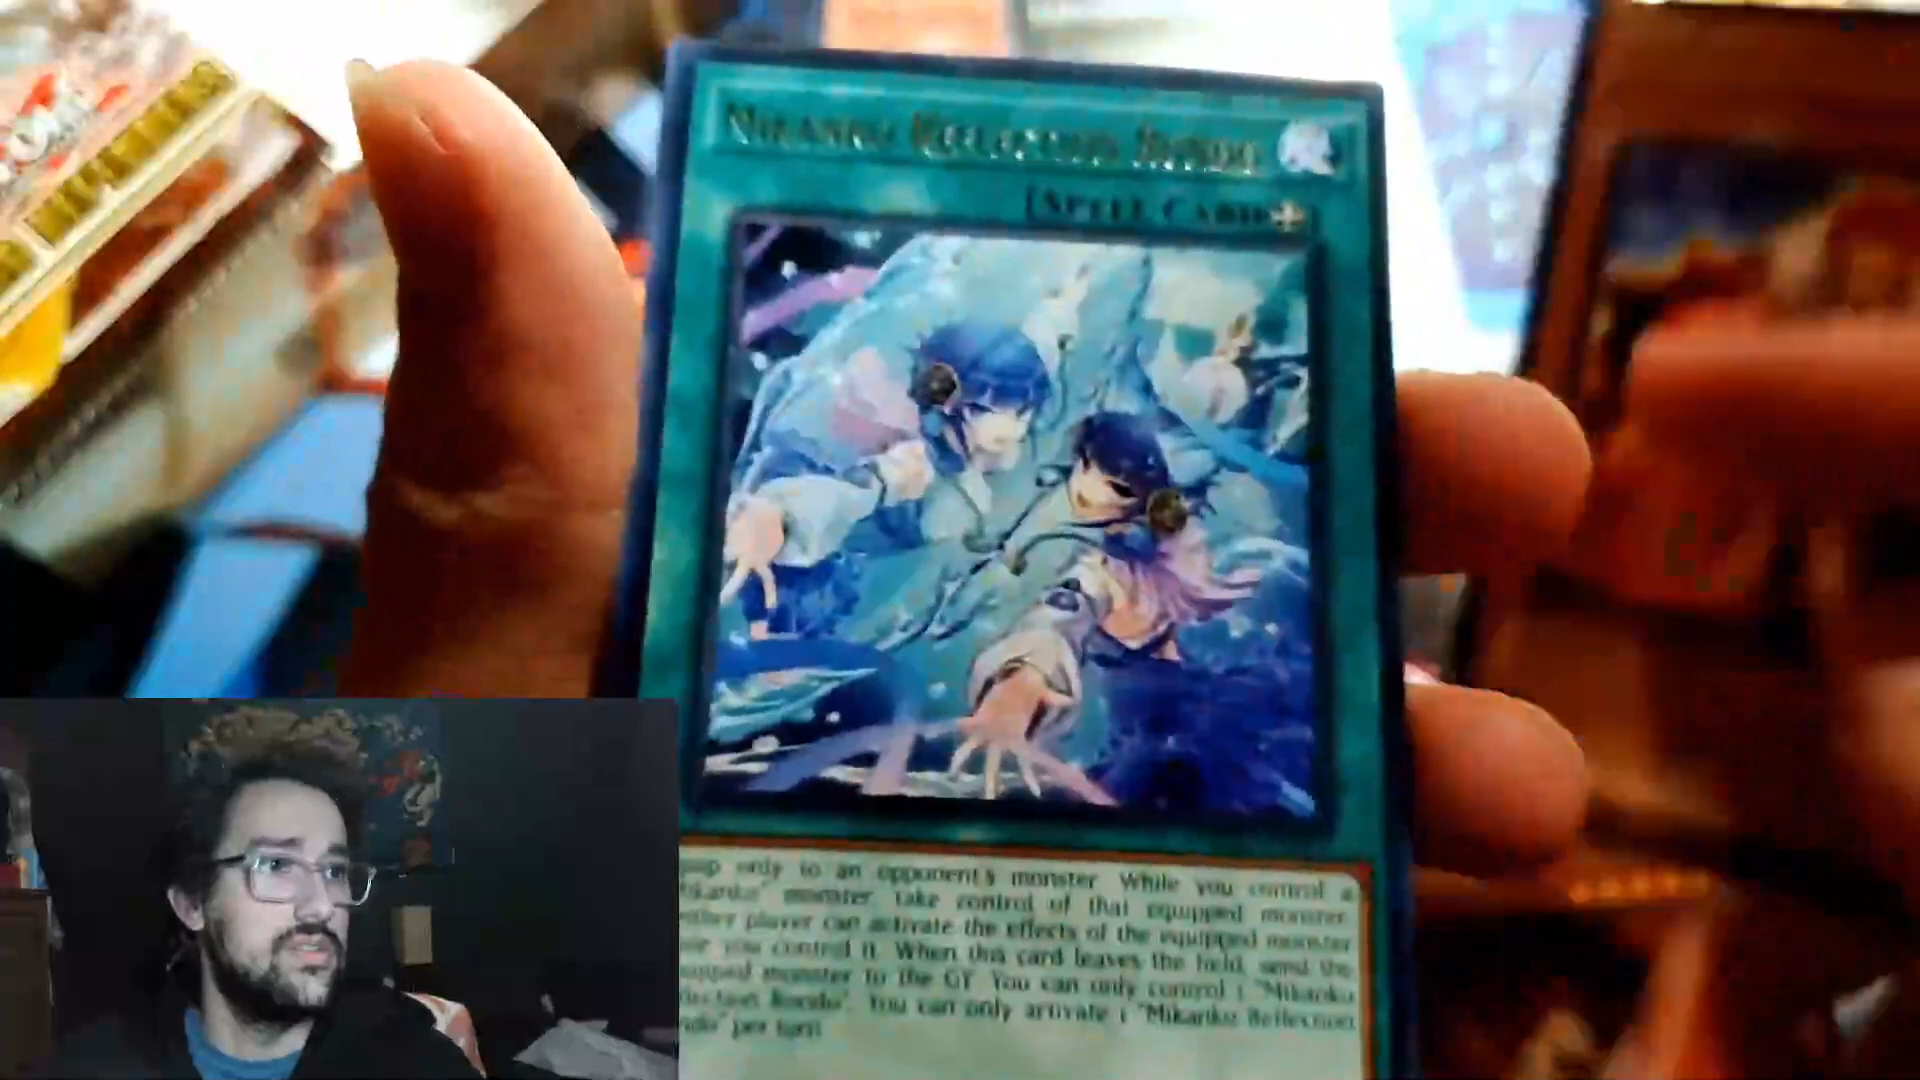 Mikanko Reflection Rondo
[SPELL CARD
only to an opponent's monster. While you control a
monster, take control of that equipped monster,
player can activate the effects of the equipped monster
you control it. When this card leaves the field, send the
monster to the GY. You can only control 1 "Mikanko
Rondo". You can only activate 1 "Mikanko Reflection
per turn.